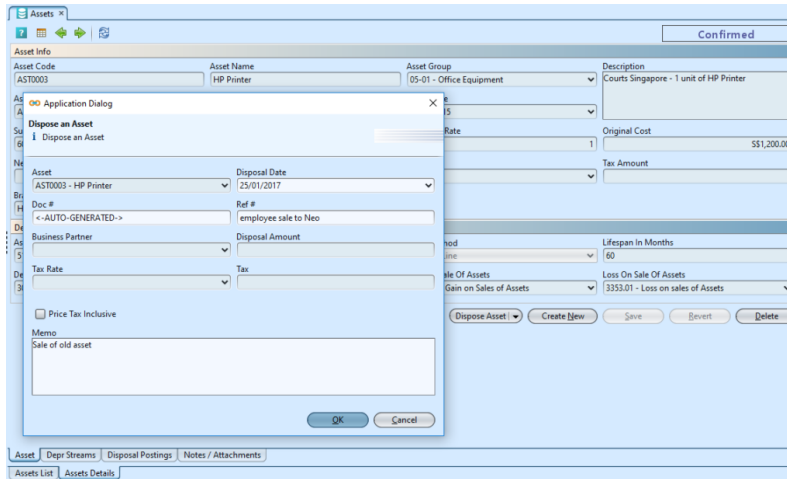 Assets
Confirmed
Asset Info
Asset Code Asset Name Asset Group Description
AST0003 HP Printer 05-01 - Office Equipment Courts Singapore - 1 unit of HP Printer
Application Dialog
Dispose an Asset
Dispose an Asset
Rate Original Cost
1 S$1,200.00
Tax Amount
Asset Disposal Date
AST0003 - HP Printer 25/01/2017
Doc # Ref #
<-AUTO-GENERATED-> employee sale to Neo
Business Partner Disposal Amount
Lifespan In Months
60
Tax Rate Tax
ale Of Assets Loss On Sale Of Assets
Gain on Sales of Assets 3353.01 - Loss on sales of Assets
Price Tax Inclusive
Dispose Asset Create New Save Revert Delete
Memo
Sale of old asset
OK Cancel
Asset Depr Streams Disposal Postings Notes / Attachments
Assets List Assets Details